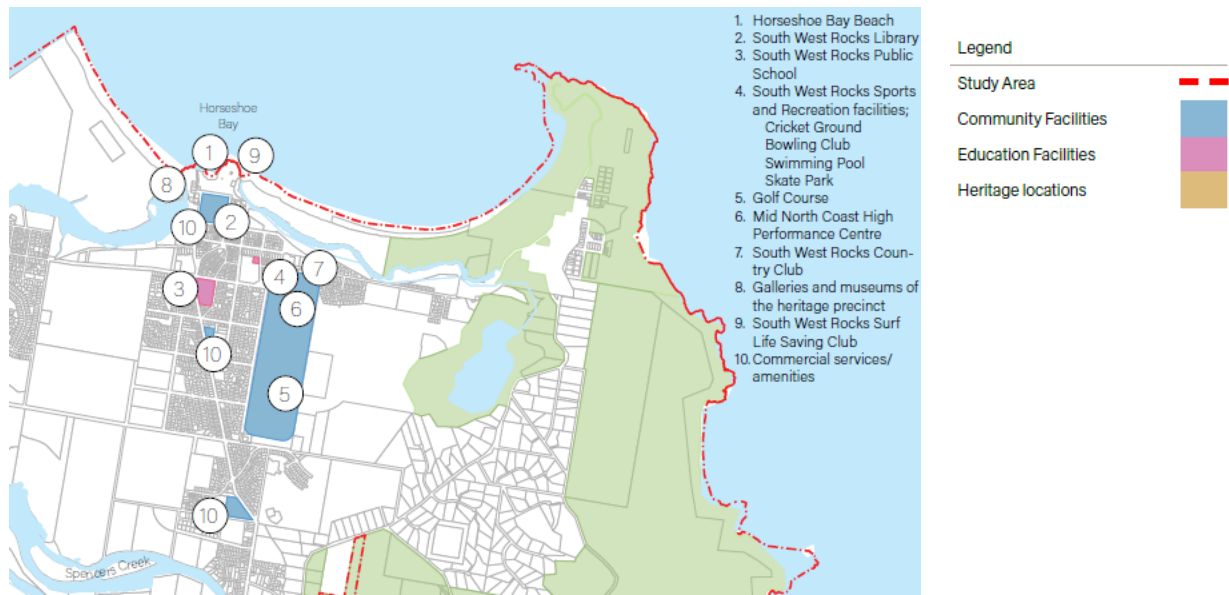 Horseshoe
Bay
1
9
8
10
2
3
4
7
6
10
5
10
Spencers Creek
1. Horseshoe Bay Beach
2. South West Rocks Library
3. South West Rocks Public
School
4. South West Rocks Sports
and Recreation facilities;
Cricket Ground
Bowling Club
Swimming Pool
Skate Park
5. Golf Course
6. Mid North Coast High
Performance Centre
7. South West Rocks Coun-
try Club
8. Galleries and museums of
the heritage precinct
9. South West Rocks Surf
Life Saving Club
10. Commercial services/
amenities
Legend
Study Area
Community Facilities
Education Facilities
Heritage locations